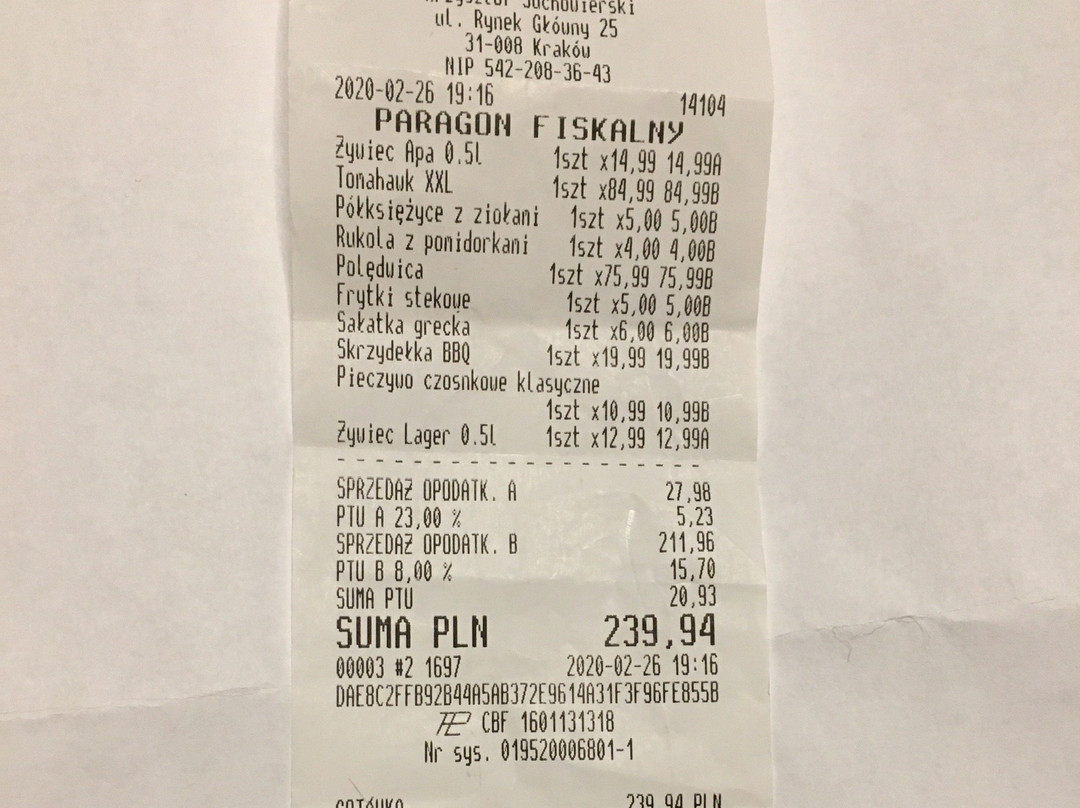 ul. Rynek Główny 25
31-008 Kraków
NIP 542-208-36-43
2020-02-26 19:16 14104
PARAGON FISKALNY
Żywiec Apa 0.5l 1szt x14,99 14,99A
Tomahawk XXL 1szt x84,99 84,99B
Półksiężyce z ziołami 1szt x5,00 5,00B
Rukola z pomidorkami 1szt x4,00 4,00B
Polędwica 1szt x75,99 75,99B
Frytki stekowe 1szt x5,00 5,00B
Sałatka grecka 1szt x6,00 6,00B
Skrzydełka BBQ 1szt x19,99 19,99B
Pieczywo czosnkowe klasyczne
1szt x10,99 10,99B
Żywiec Lager 0.5l 1szt x12,99 12,99A
- - - - - - - - - - - - - - - - - - - -
SPRZEDAŻ OPODATK. A 27,98
PTU A 23,00 % 5,23
SPRZEDAŻ OPODATK. B 211,96
PTU B 8,00 % 15,70
SUMA PTU 20,93
SUMA PLN 239,94
00003 #2 1697 2020-02-26 19:16
DAE8C2FFB92B44A5AB372E9614A31F3F96FE855B
CBF 1601131318
Nr sys. 019520006801-1
GOTÓWKA 239,94 PLN